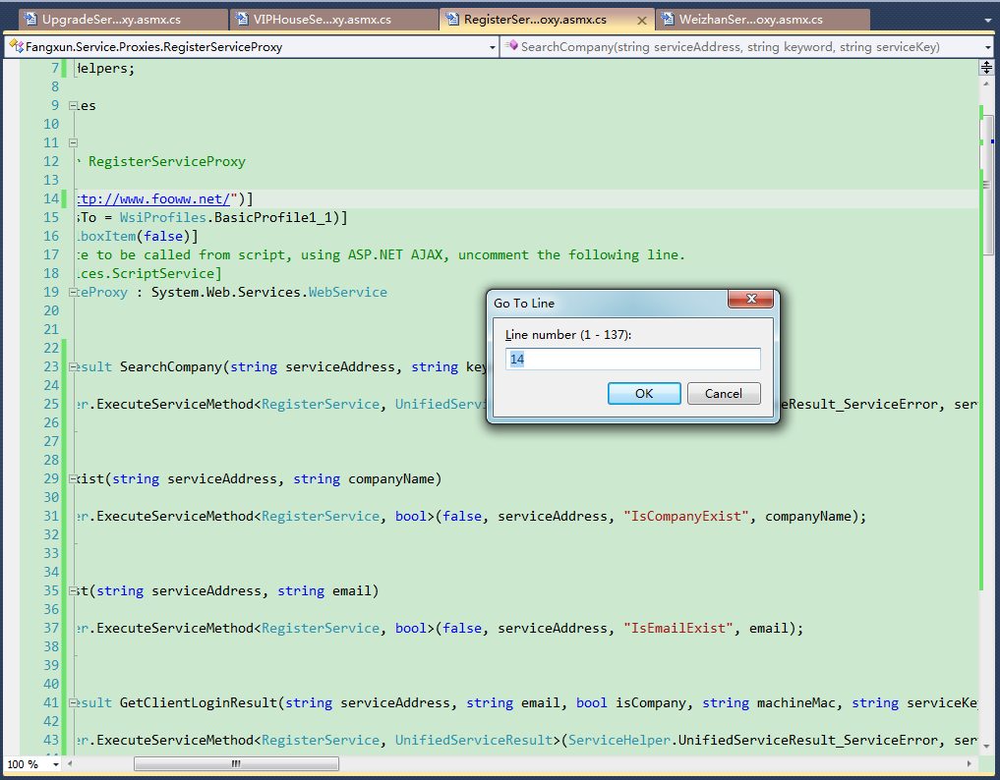 UpgradeSer...xy.asmx.cs
VIPHouseSe...xy.asmx.cs
RegisterSer...oxy.asmx.cs
WeizhanSer...oxy.asmx.cs
Fangxun.Service.Proxies.RegisterServiceProxy
SearchCompany(string serviceAddress, string keyword, string serviceKey)
7 Helpers;
8
9 es
10
11
12 RegisterServiceProxy
13
14 tp://www.fooww.net/")]
15 sTo = WsiProfiles.BasicProfile1_1)]
16 boxItem(false)]
17 e to be called from script, using ASP.NET AJAX, uncomment the following line.
18 ces.ScriptService]
19 ceProxy : System.Web.Services.WebService
20
21
22
23 esult SearchCompany(string serviceAddress, string key
24
25 er.ExecuteServiceMethod<RegisterService, UnifiedServi eResult_ServiceError, ser
26
27
28
29 xist(string serviceAddress, string companyName)
30
31 er.ExecuteServiceMethod<RegisterService, bool>(false, serviceAddress, "IsCompanyExist", companyName);
32
33
34
35 st(string serviceAddress, string email)
36
37 er.ExecuteServiceMethod<RegisterService, bool>(false, serviceAddress, "IsEmailExist", email);
38
39
40
41 esult GetClientLoginResult(string serviceAddress, string email, bool isCompany, string machineMac, string serviceKe
42
43 er.ExecuteServiceMethod<RegisterService, UnifiedServiceResult>(ServiceHelper.UnifiedServiceResult_ServiceError, ser
Go To Line
Line number (1 - 137):
14
OK
Cancel
100 %